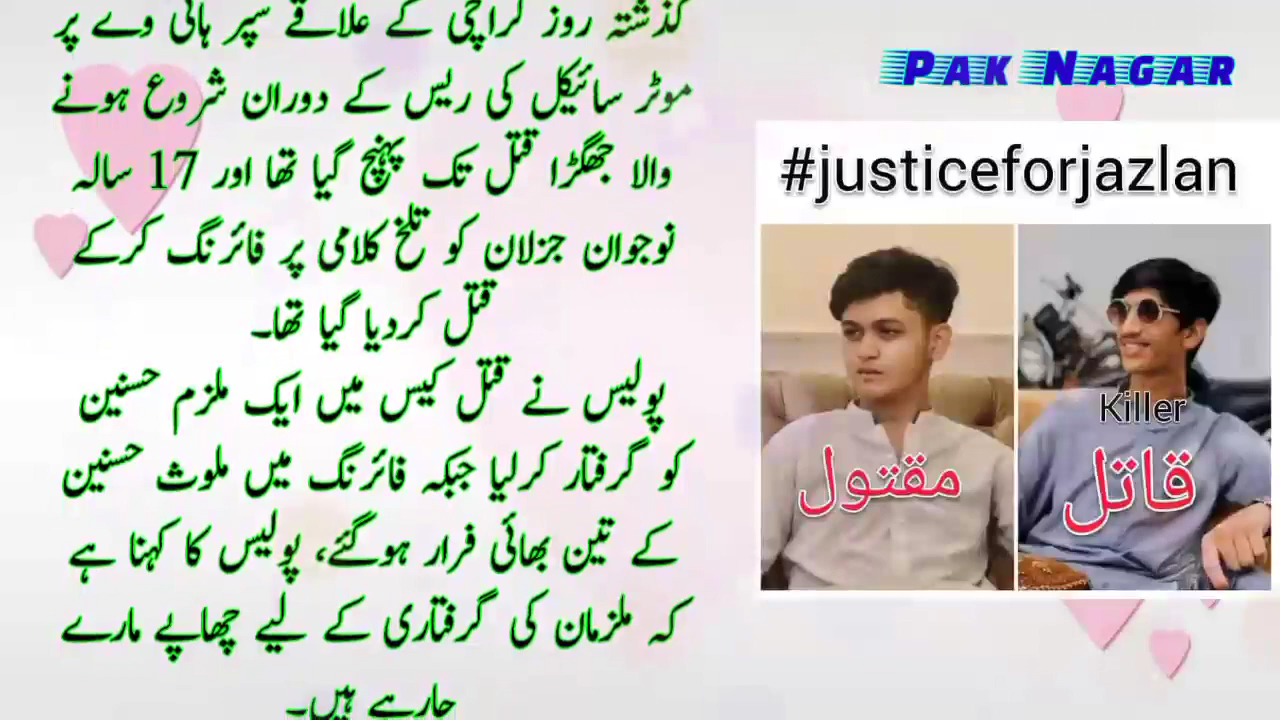 گذشتہ روز کراچی کے علاقے سپر ہائی وے پر
موٹر سائیکل کی ریس کے دوران شروع ہونے
والا جھگڑا قتل تک پہنچ گیا تھا اور 17 سالہ
نوجوان جزلان کو تلخ کلامی پر فائرنگ کرکے
قتل کردیا گیا تھا۔
پولیس نے قتل کیس میں ایک ملزم حسنین
کو گرفتار کرلیا جبکہ فائرنگ میں ملوث حسنین
کے تین بھائی فرار ہوگئے، پولیس کا کہنا ہے
کہ ملزمان کی گرفتاری کے لیے چھاپے مارے
جارہے ہیں۔
PAK NAGAR
#justiceforjazlan
مقتول
Killer
قاتل